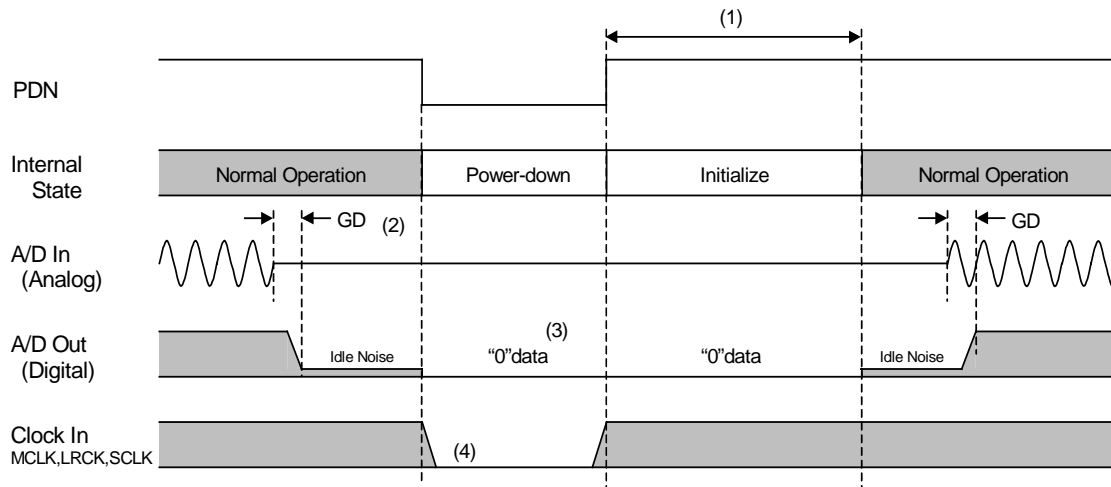 (1)
PDN
Internal
State
Normal Operation
Power-down
Initialize
Normal Operation
GD
(2)
GD
A/D In
(Analog)
A/D Out
(Digital)
Idle Noise
(3)
“0”data
“0”data
Idle Noise
Clock In
MCLK,LRCK,SCLK
(4)